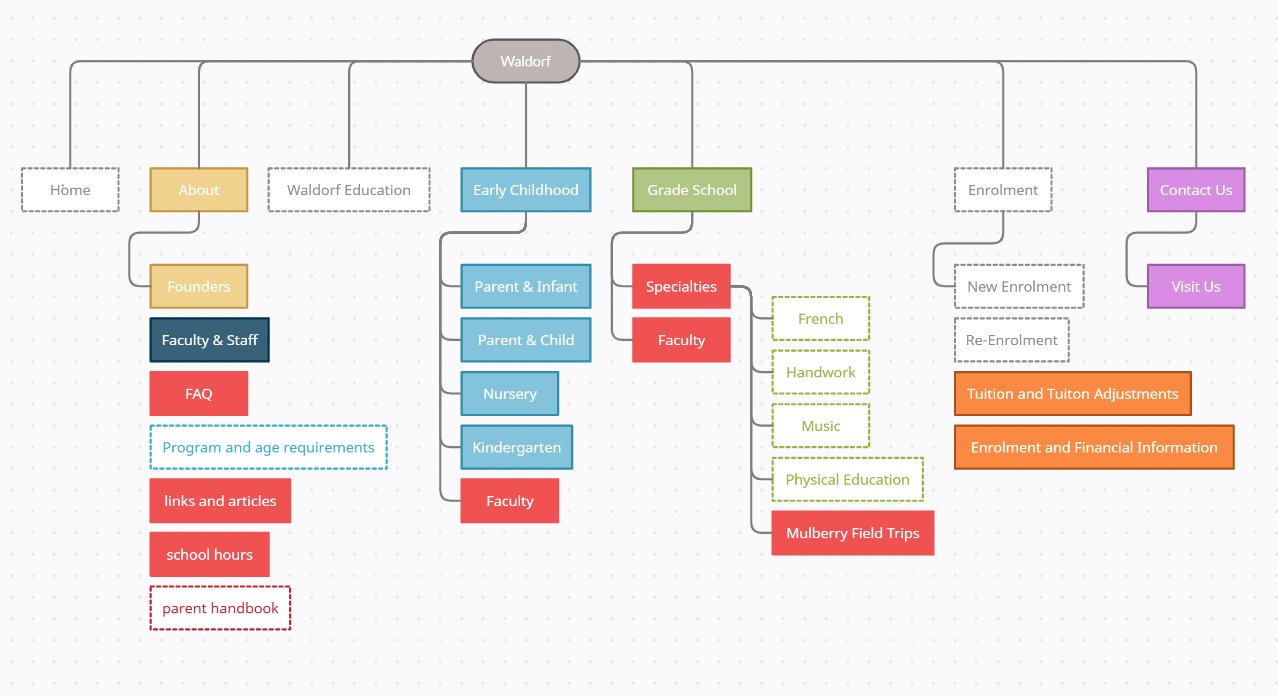 Waldorf
Home
About
Waldorf Education
Early Childhood
Grade School
Enrolment
Contact Us
Founders
Faculty & Staff
FAQ
Program and age requirements
links and articles
school hours
parent handbook
Parent & Infant
Parent & Child
Nursery
Kindergarten
Faculty
Specialties
Faculty
French
Handwork
Music
Physical Education
Mulberry Field Trips
New Enrolment
Re-Enrolment
Tuition and Tuiton Adjustments
Enrolment and Financial Information
Visit Us